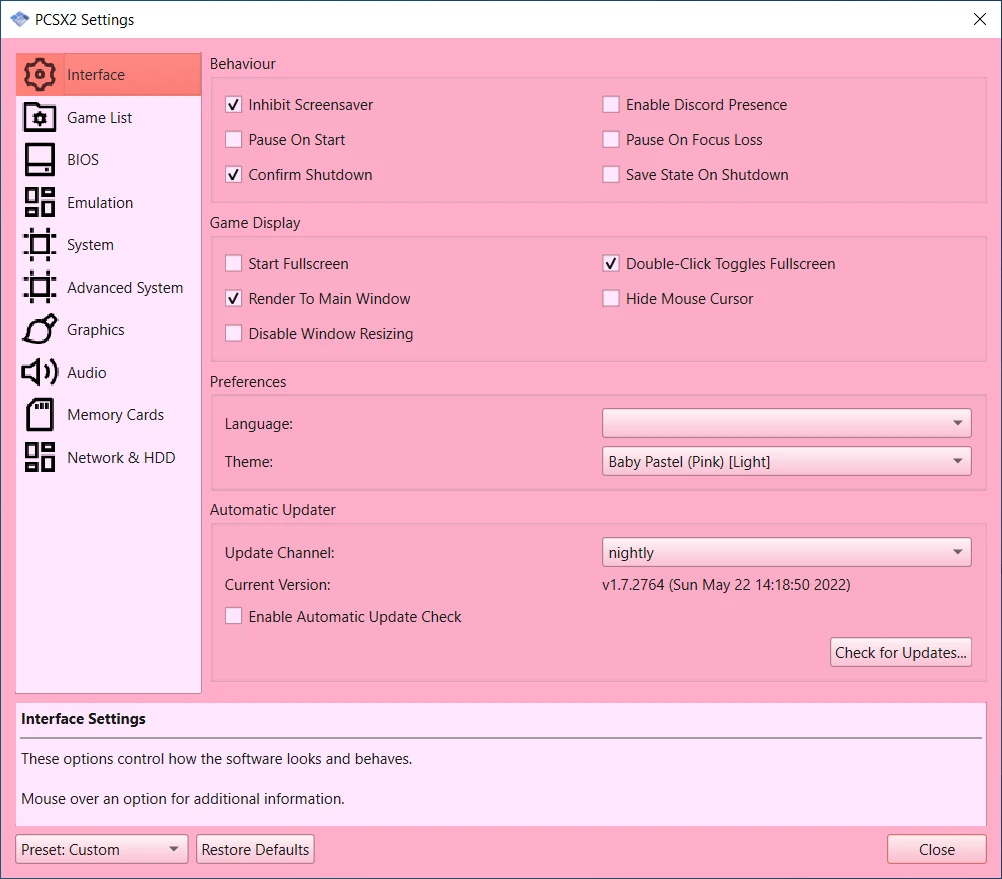 PCSX2 Settings
Interface
Game List
BIOS
Emulation
System
Advanced System
Graphics
Audio
Memory Cards
Network & HDD
Behaviour
Inhibit Screensaver
Enable Discord Presence
Pause On Start
Pause On Focus Loss
Confirm Shutdown
Save State On Shutdown
Game Display
Start Fullscreen
Double-Click Toggles Fullscreen
Render To Main Window
Hide Mouse Cursor
Disable Window Resizing
Preferences
Language:
Theme:
Baby Pastel (Pink) [Light]
Automatic Updater
Update Channel:
nightly
Current Version:
v1.7.2764 (Sun May 22 14:18:50 2022)
Enable Automatic Update Check
Check for Updates...
Interface Settings
These options control how the software looks and behaves.
Mouse over an option for additional information.
Preset: Custom
Restore Defaults
Close